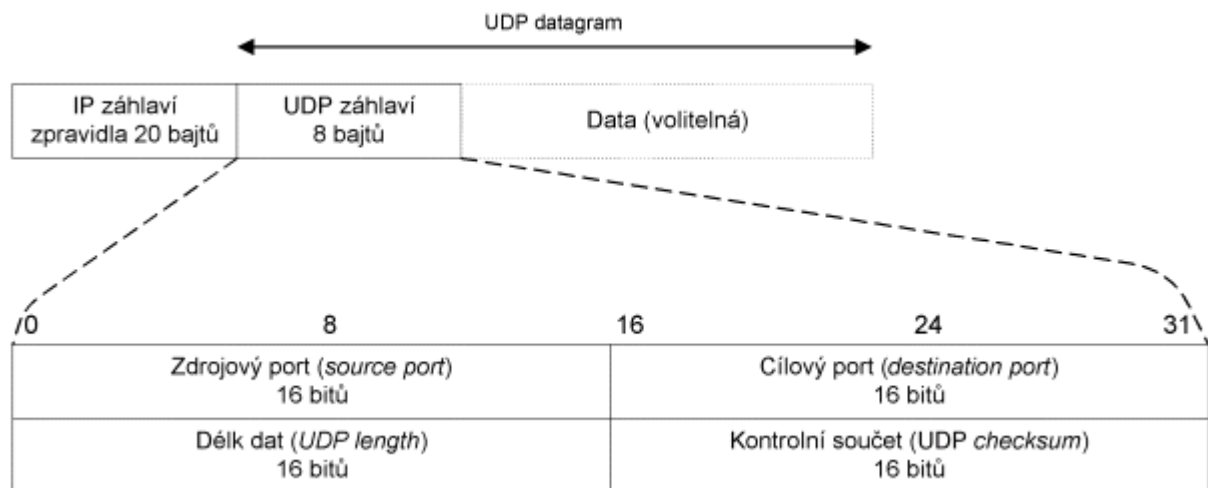 UDP datagram
IP záhlaví
zpravidla 20 bajtů
UDP záhlaví
8 bajtů
Data (volitelná)
0 8 16 24 31
Zdrojový port (source port)
16 bitů
Cílový port (destination port)
16 bitů
Délk dat (UDP length)
16 bitů
Kontrolní součet (UDP checksum)
16 bitů